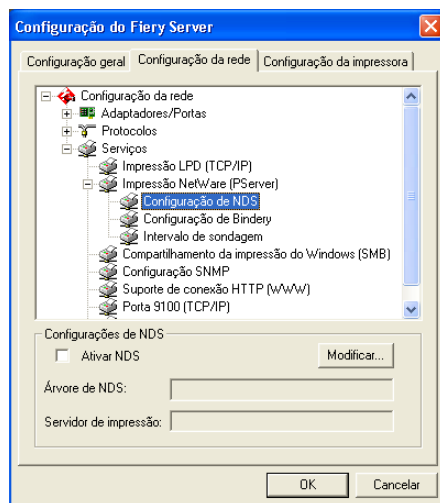 Configuração do Fiery Server
Configuração geral
Configuração da rede
Configuração da impressora
Configuração da rede
Adaptadores/Portas
Protocolos
Serviços
Impressão LPD (TCP/IP)
Impressão NetWare (PServer)
Configuração de NDS
Configuração de Bindery
Intervalo de sondagem
Compartilhamento da impressão do Windows (SMB)
Configuração SNMP
Suporte de conexão HTTP (WWW)
Porta 9100 (TCP/IP)
Configurações de NDS
Ativar NDS
Modificar...
Árvore de NDS:
Servidor de impressão:
OK
Cancelar